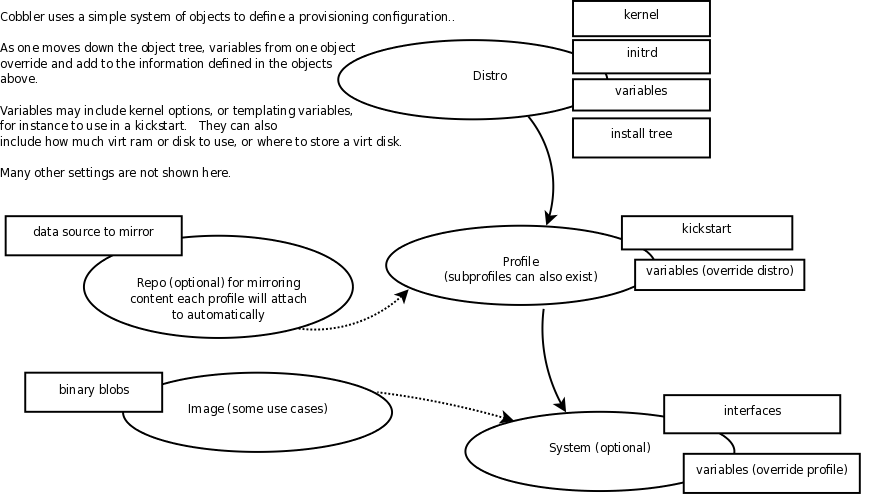 Cobbler uses a simple system of objects to define a provisioning configuration..
As one moves down the object tree, variables from one object
override and add to the information defined in the objects
above.
Variables may include kernel options, or templating variables,
for instance to use in a kickstart.   They can also
include how much virt ram or disk to use, or where to store a virt disk.
Many other settings are not shown here.
kernel
initrd
Distro
variables
install tree
data source to mirror
kickstart
Profile
(subprofiles can also exist)
variables (override distro)
Repo (optional) for mirroring
content each profile will attach
to automatically
binary blobs
Image (some use cases)
interfaces
System (optional)
variables (override profile)